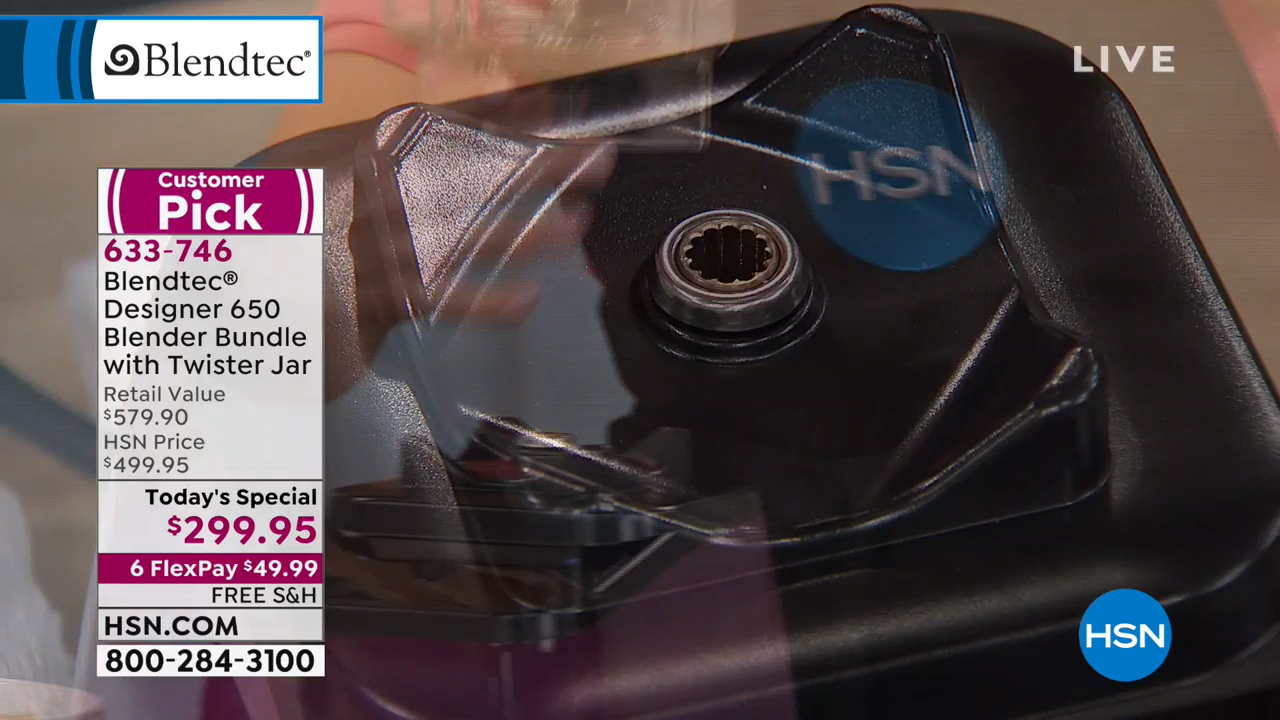 Blendtec®
LIVE
HSN
Customer
Pick
633-746
Blendtec®
Designer 650
Blender Bundle
with Twister Jar
Retail Value
$579.90
HSN Price
$499.95
Today's Special
$299.95
6 FlexPay $49.99
FREE S&H
HSN.COM
800-284-3100
HSN